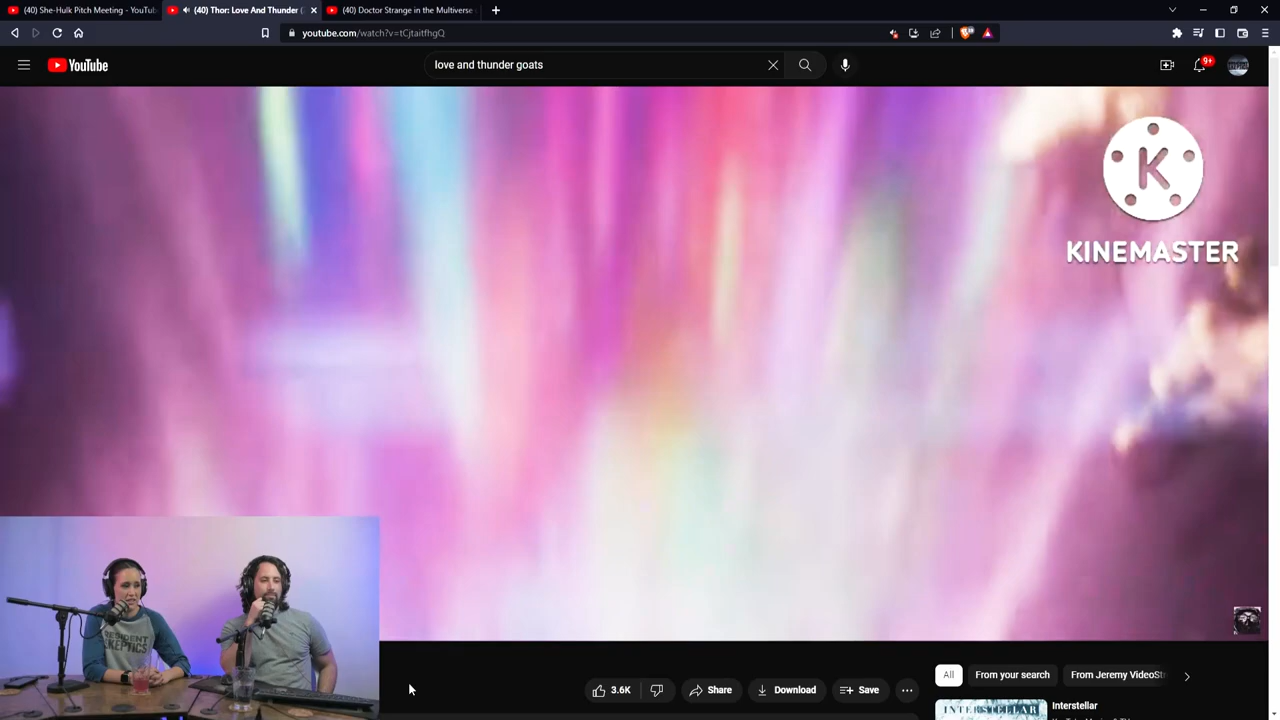 (40) She-Hulk Pitch Meeting - YouTub
(40) Thor: Love And Thunder (
(40) Doctor Strange in the Multiverse
youtube.com/watch?v=tCjtaitfhgQ
YouTube
love and thunder goats
9+
K
KINEMASTER
RESIDENT
SKEPTICS
3.6K
Share
Download
Save
All
From your search
From Jeremy VideoStr
INTERSTELLAR
Interstellar